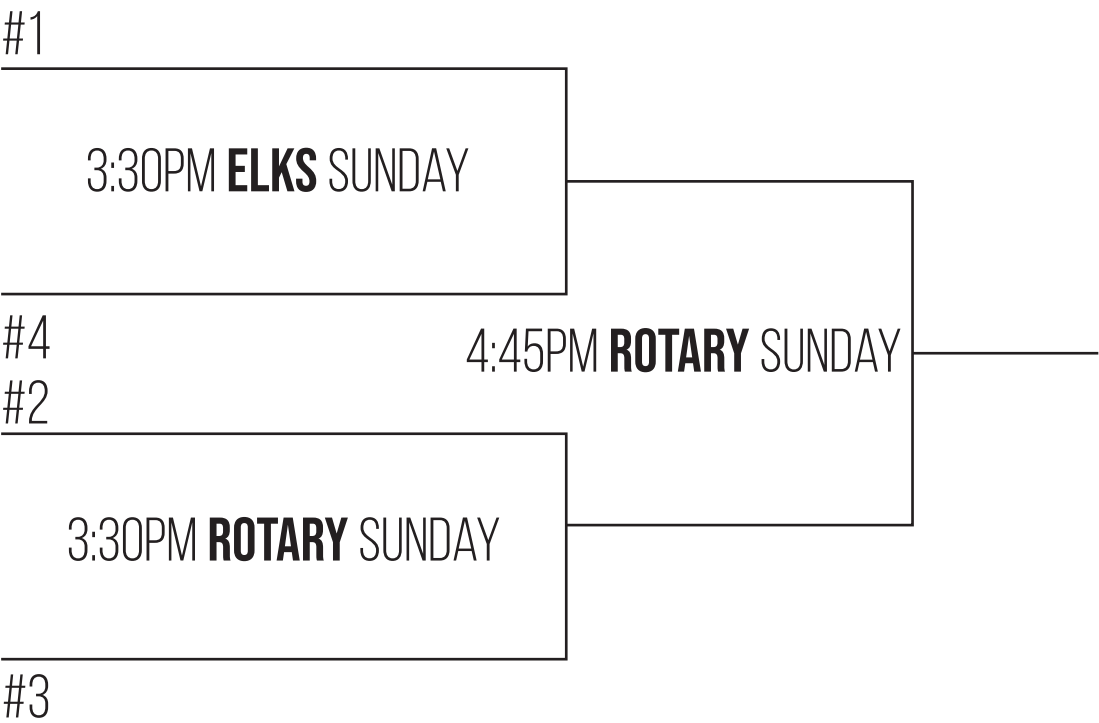 #1
3:30PM ELKS SUNDAY
#4
4:45PM ROTARY SUNDAY
#2
3:30PM ROTARY SUNDAY
#3